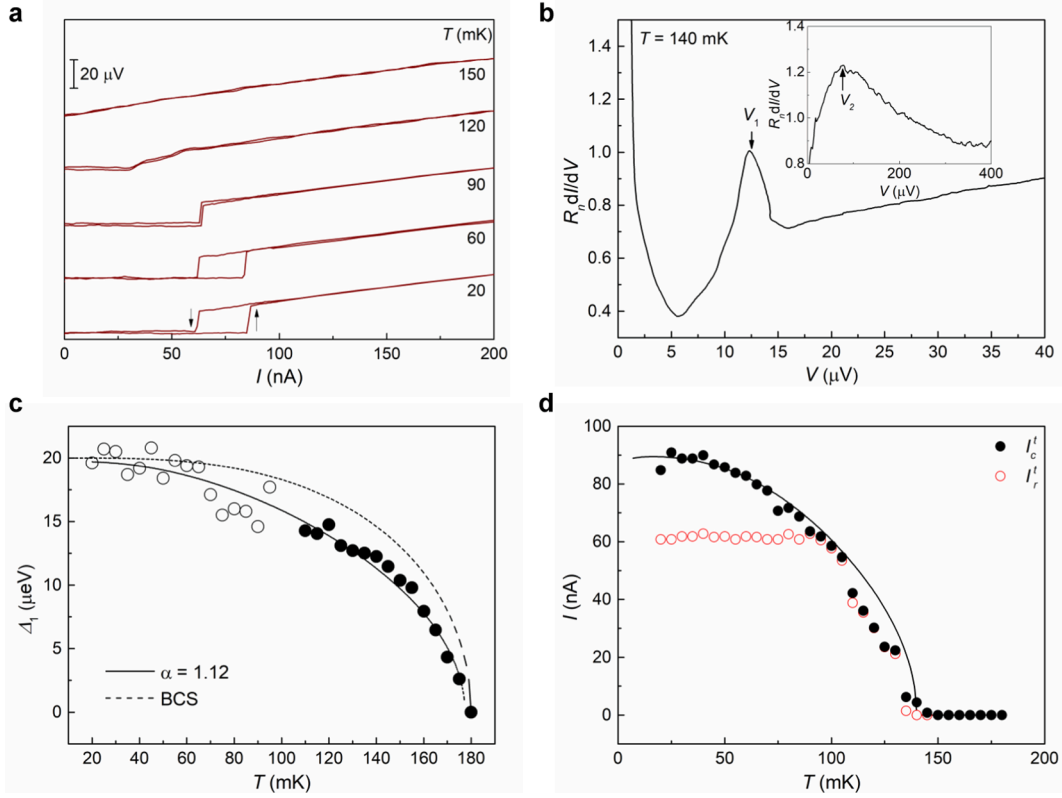 a
T (mK)
20 μV
150
120
90
60
20
0
50
100
150
200
I (nA)
b
T = 140 mK
1.4
1.2
1.0
0.8
0.6
0.4
RndI/dV
V1
0
5
10
15
20
25
30
35
40
V (μV)
1.4
1.2
1.0
0.8
RndI/dV
V2
0
200
400
V (μV)
c
20
15
10
5
0
Δ1 (μeV)
α = 1.12
BCS
20
40
60
80
100
120
140
160
180
T (mK)
d
100
80
60
40
20
0
I (nA)
Ict
Irt
0
50
100
150
200
T (mK)